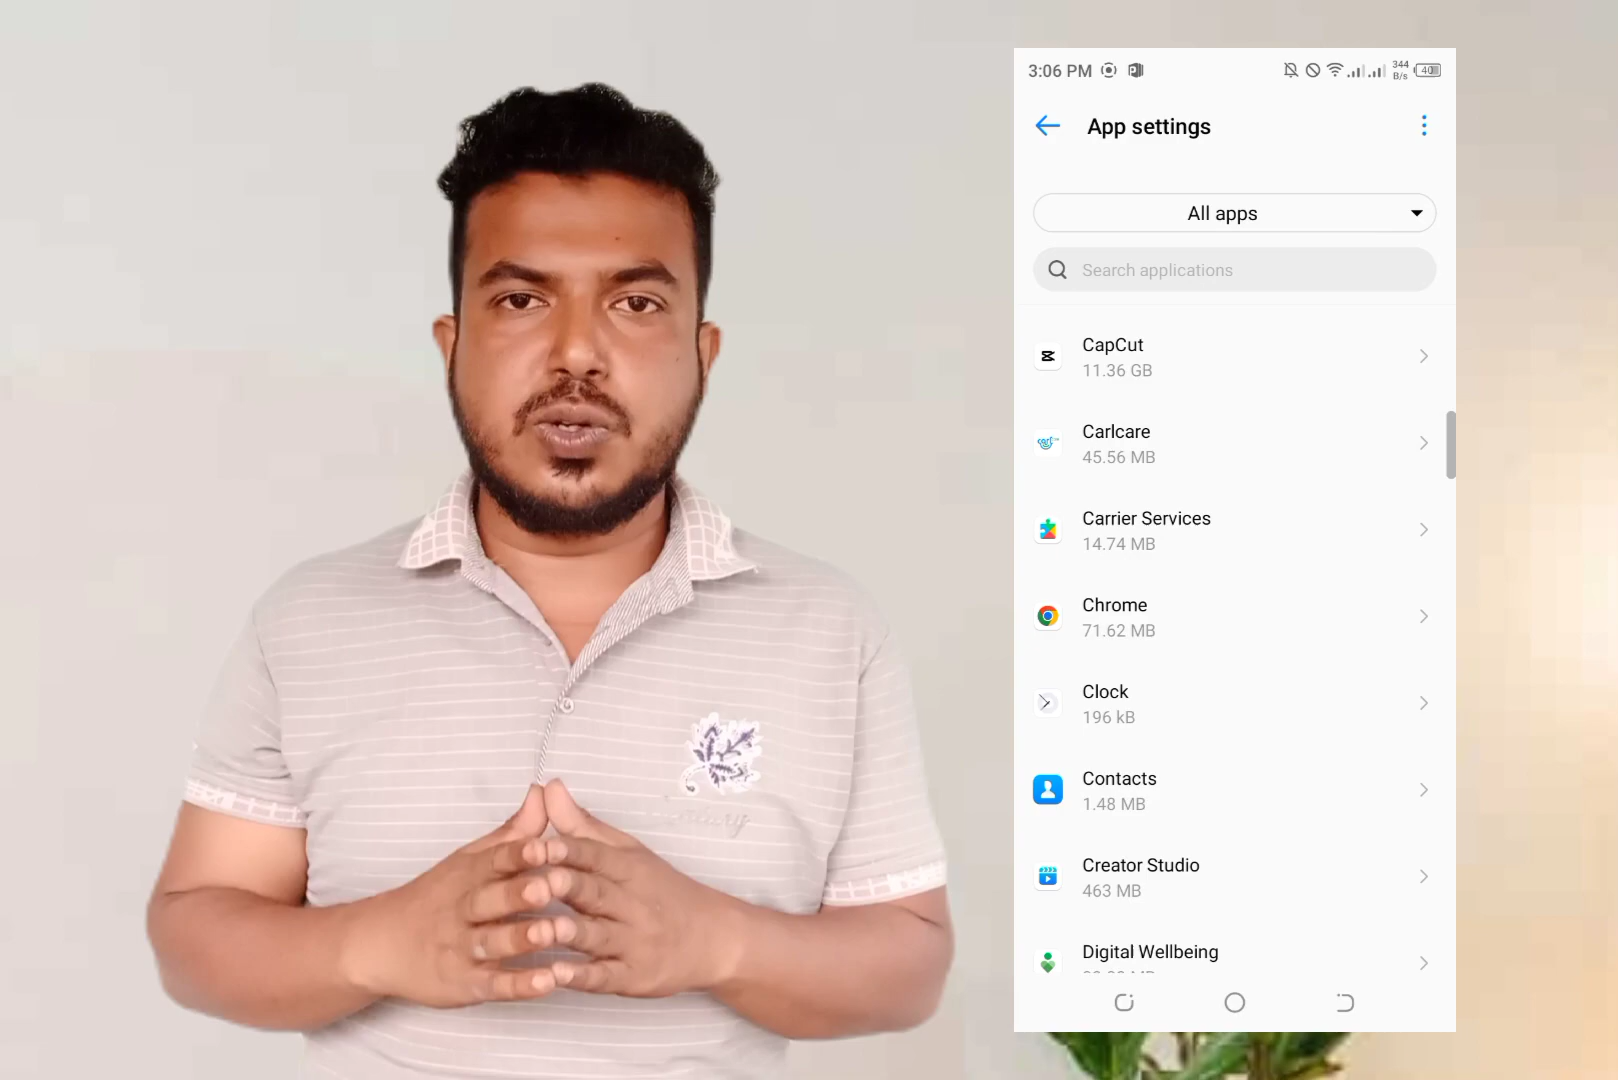 3:06 PM
344
B/s
40
App settings
All apps
Search applications
CapCut
11.36 GB
Carlcare
45.56 MB
Carrier Services
14.74 MB
Chrome
71.62 MB
Clock
196 kB
Contacts
1.48 MB
Creator Studio
463 MB
Digital Wellbeing